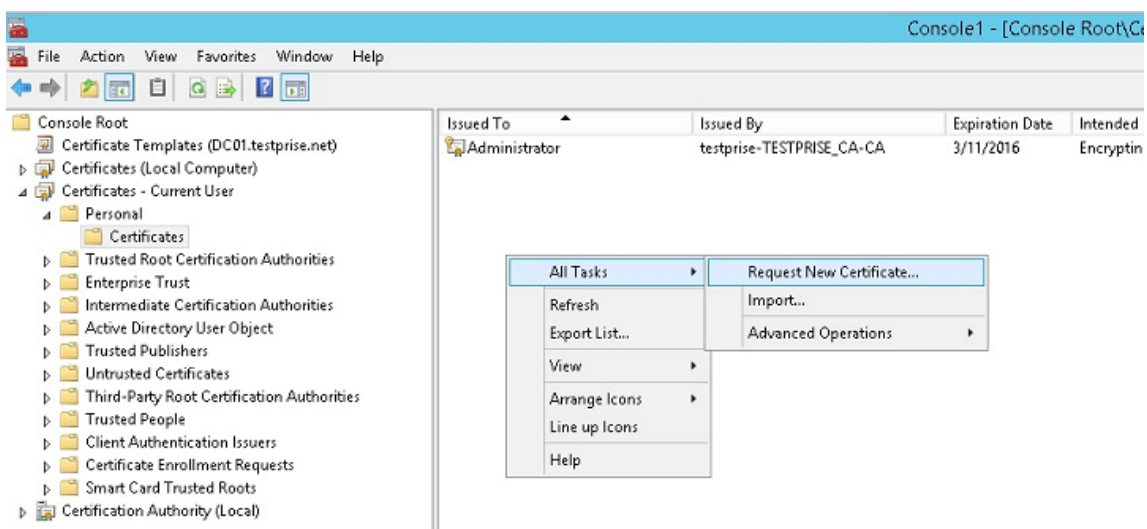 Console1 - [Console Root\Ce
File Action View Favorites Window Help
Console Root
Certificate Templates (DC01.testprise.net)
Certificates (Local Computer)
Certificates - Current User
Personal
Certificates
Trusted Root Certification Authorities
Enterprise Trust
Intermediate Certification Authorities
Active Directory User Object
Trusted Publishers
Untrusted Certificates
Third-Party Root Certification Authorities
Trusted People
Client Authentication Issuers
Certificate Enrollment Requests
Smart Card Trusted Roots
Certification Authority (Local)
Issued To Issued By Expiration Date Intended
Administrator testprise-TESTPRISE_CA-CA 3/11/2016 Encryptin
All Tasks
Refresh
Export List...
View
Arrange Icons
Line up Icons
Help
Request New Certificate...
Import...
Advanced Operations